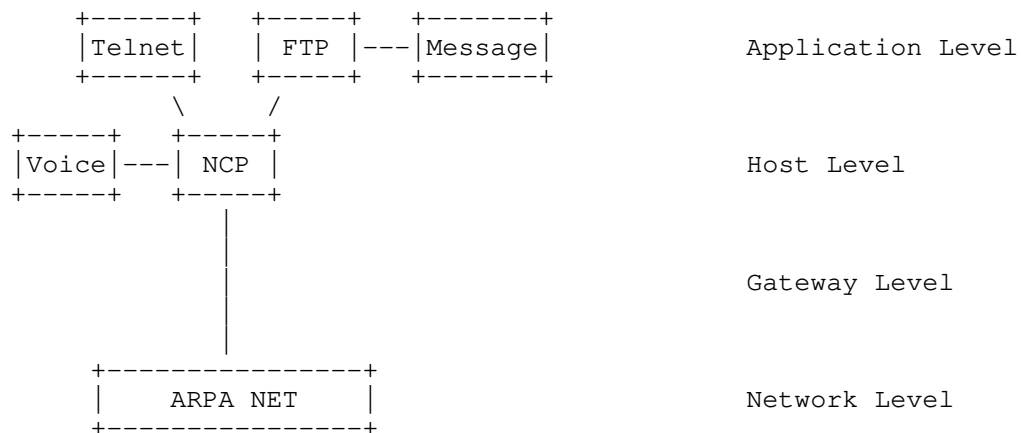 Telnet FTP Message Application Level
Voice NCP Host Level
Gateway Level
ARPA NET Network Level